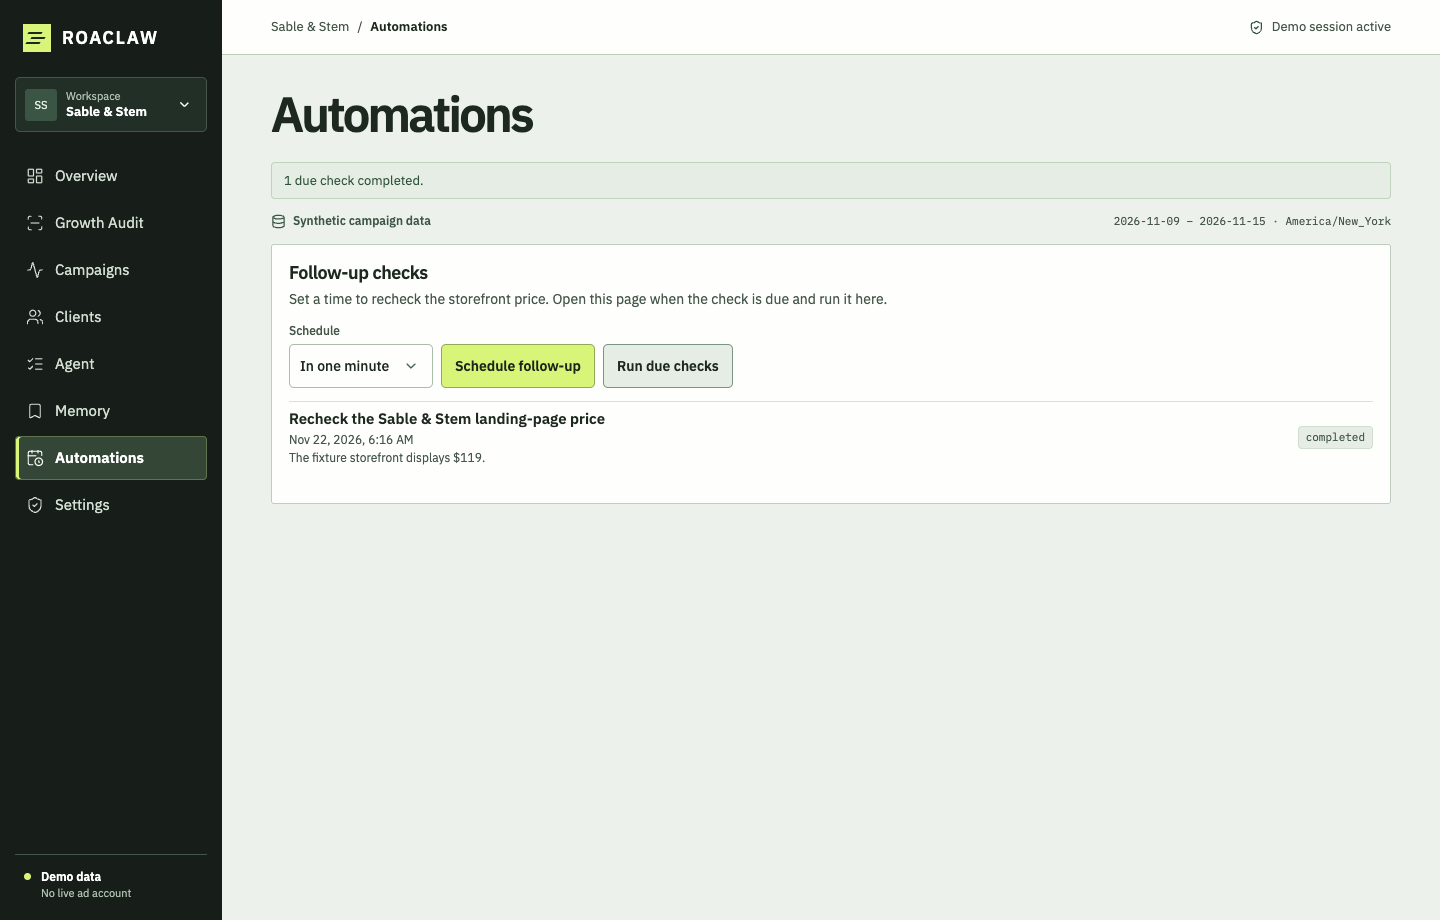 ROACLAW
SS
Workspace
Sable & Stem
Overview
Growth Audit
Campaigns
Clients
Agent
Memory
Automations
Settings
Demo data
No live ad account
Sable & Stem / Automations
Demo session active
Automations
1 due check completed.
Synthetic campaign data
2026-11-09 – 2026-11-15 · America/New_York
Follow-up checks
Set a time to recheck the storefront price. Open this page when the check is due and run it here.
Schedule
In one minute
Schedule follow-up
Run due checks
Recheck the Sable & Stem landing-page price
Nov 22, 2026, 6:16 AM
The fixture storefront displays $119.
completed